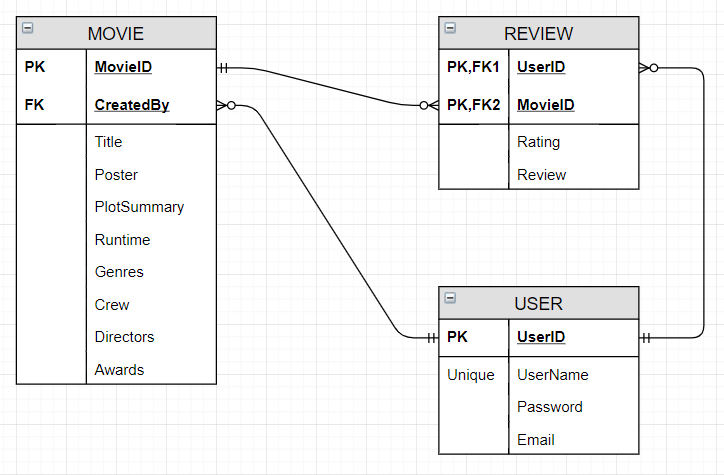 MOVIE
PK MovieID
FK CreatedBy
Title
Poster
PlotSummary
Runtime
Genres
Crew
Directors
Awards
REVIEW
PK,FK1 UserID
PK,FK2 MovieID
Rating
Review
USER
PK UserID
Unique UserName
Password
Email